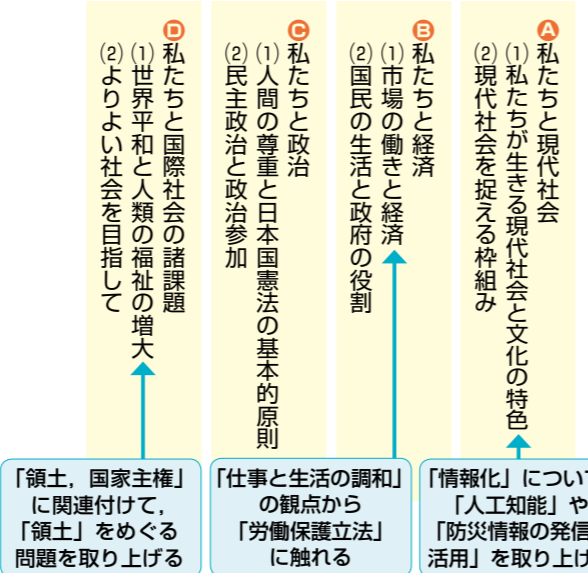 A 私たちと現代社会
(1) 私たちが生きる現代社会と文化の特色
(2) 現代社会を捉える枠組み
B 私たちと経済
(1) 市場の働きと経済
(2) 国民の生活と政府の役割
C 私たちと政治
(1) 人間の尊重と日本国憲法の基本的原則
(2) 民主政治と政治参加
D 私たちと国際社会の諸課題
(1) 世界平和と人類の福祉の増大
(2) よりよい社会を目指して
「情報化」につい
「人工知能」や
「防災情報の発信
活用」を取り上げ
「仕事と生活の調和」
の観点から
「労働保護立法」
に触れる
「領土，国家主権」
に関連付けて，
「領土」をめぐる
問題を取り上げる